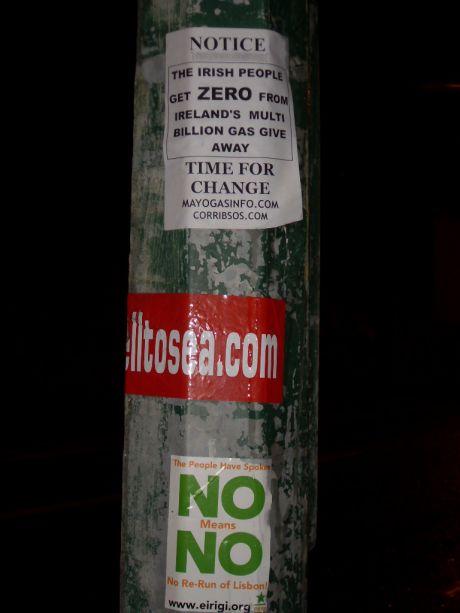 NOTICE
THE IRISH PEOPLE
GET ZERO FROM
IRELAND'S MULTI
BILLION GAS GIVE
AWAY
TIME FOR
CHANGE
MAYOGASINFO.COM
CORRIBSOS.COM
elltosea.com
The People Have Spoken
NO
Means
NO
No Re-Run of Lisbon!
www.eirigi.org